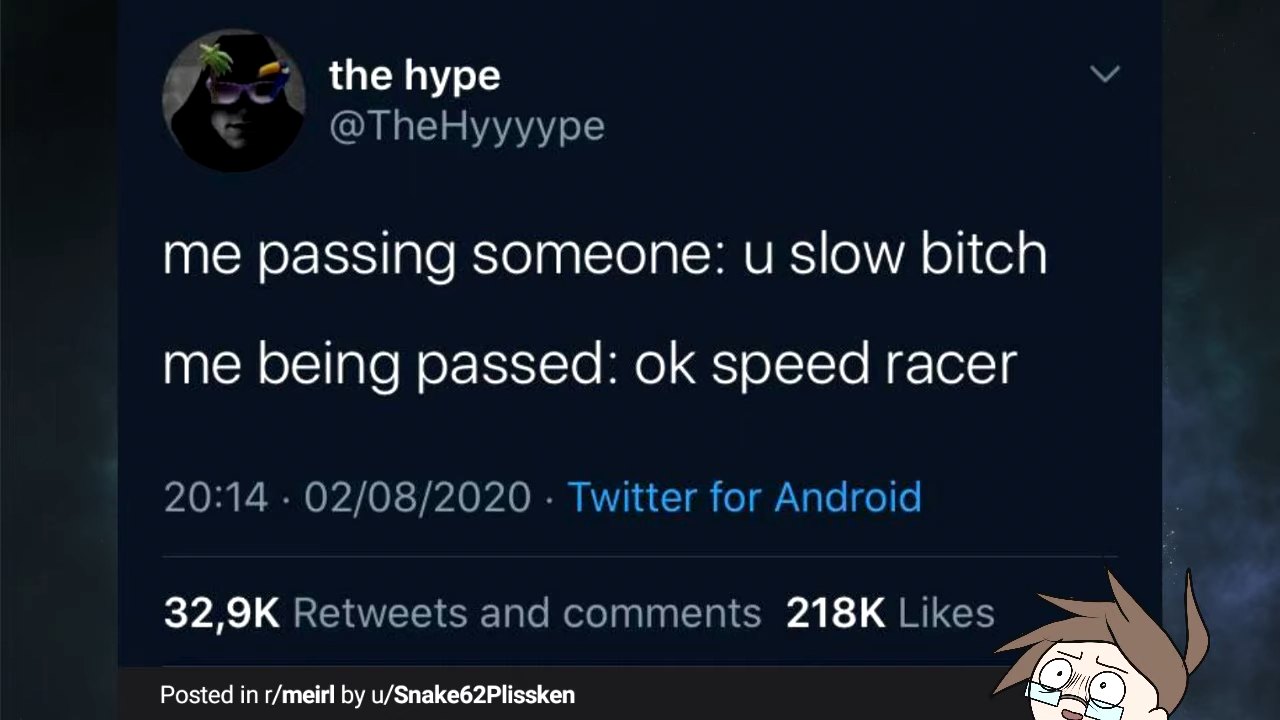 the hype
@TheHyyyype
me passing someone: u slow bitch
me being passed: ok speed racer
20:14 · 02/08/2020 · Twitter for Android
32,9K Retweets and comments 218K Likes
Posted in r/meirl by u/Snake62Plissken